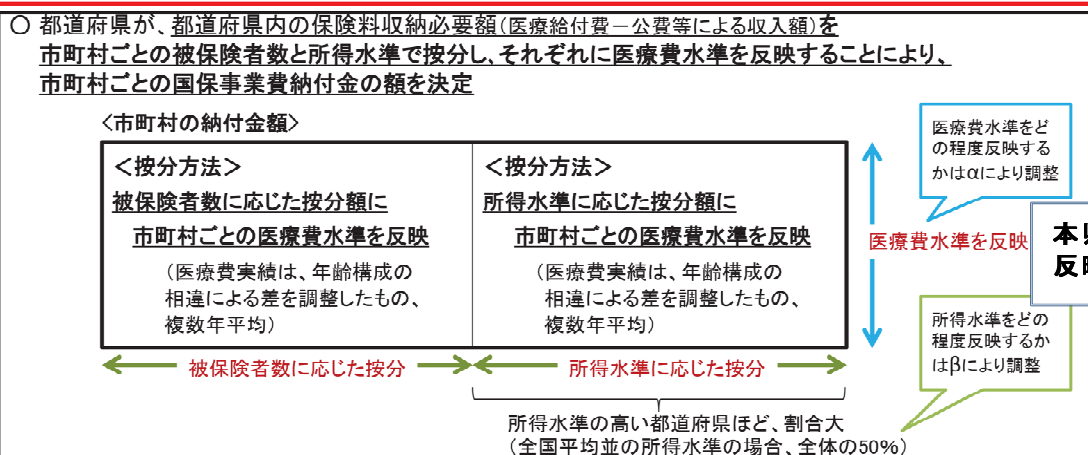 ○ 都道府県が、都道府県内の保険料収納必要額(医療給付費－公費等による収入額)を
市町村ごとの被保険者数と所得水準で按分し、それぞれに医療費水準を反映することにより、
市町村ごとの国保事業費納付金の額を決定
<市町村の納付金額>
＜按分方法＞
被保険者数に応じた按分額に
市町村ごとの医療費水準を反映
（医療費実績は、年齢構成の
相違による差を調整したもの、
複数年平均）
＜按分方法＞
所得水準に応じた按分額に
市町村ごとの医療費水準を反映
（医療費実績は、年齢構成の
相違による差を調整したもの、
複数年平均）
医療費水準をど
の程度反映する
かはαにより調整
医療費水準を反映
本
反
所得水準をどの
程度反映するか
はβにより調整
被保険者数に応じた按分
所得水準に応じた按分
所得水準の高い都道府県ほど、割合大
（全国平均並の所得水準の場合、全体の50%）